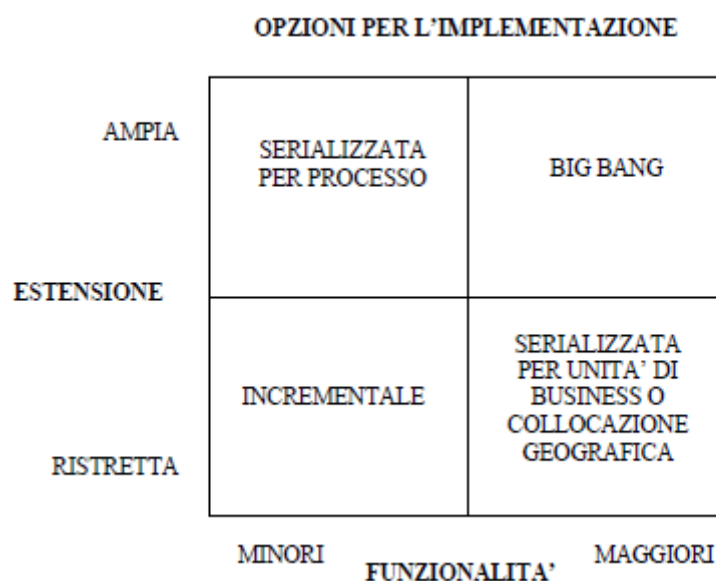 OPZIONI PER L'IMPLEMENTAZIONE
AMPIA
SERIALIZZATA
PER PROCESSO
BIG BANG
ESTENSIONE
INCREMENTALE
SERIALIZZATA
PER UNITA' DI
BUSINESS O
COLLOCAZIONE
GEOGRAFICA
RISTRETTA
MINORI
MAGGIORI
FUNZIONALITA'